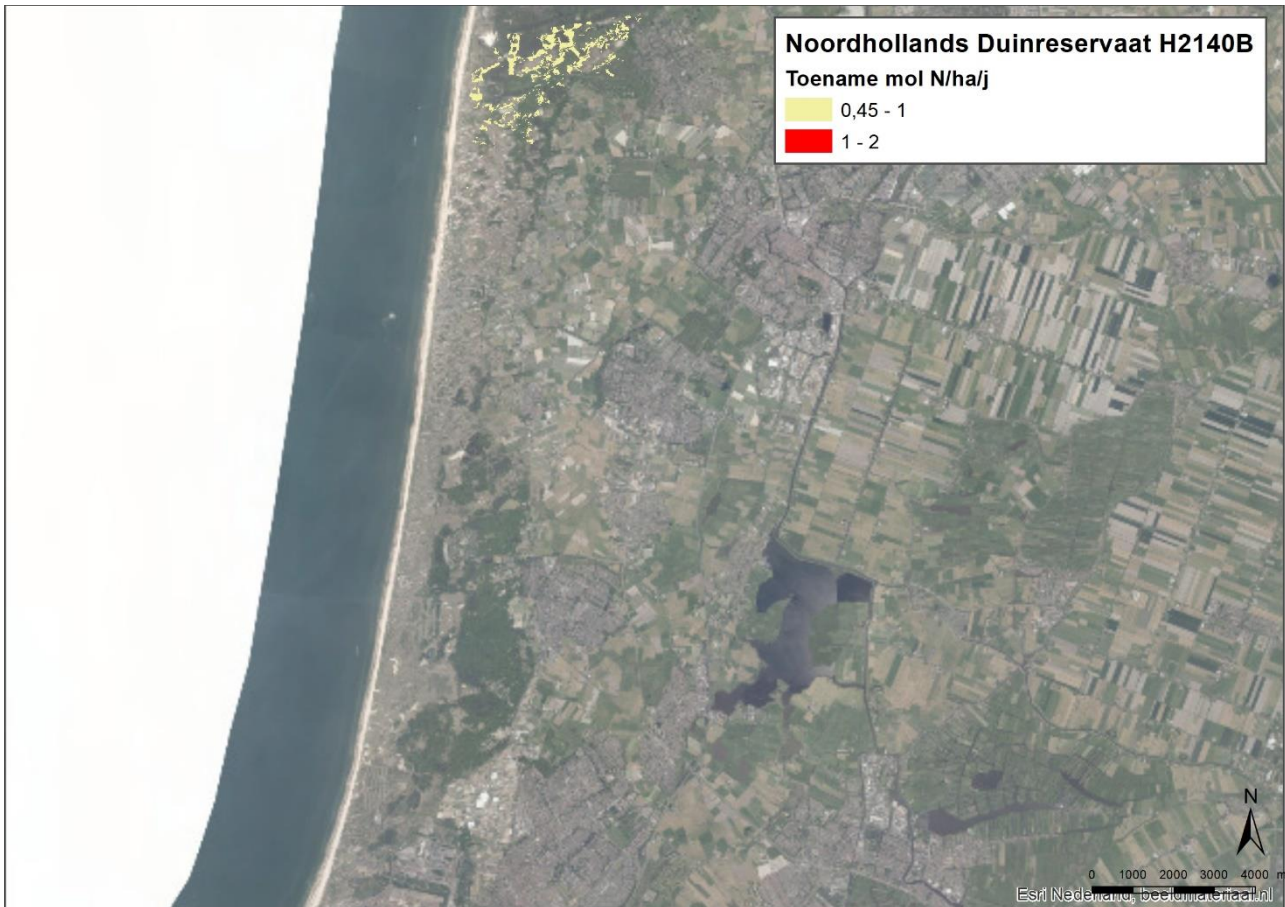 Noordhollands Duinreservaat H2140B
Toename mol N/ha/j
0,45 - 1
1 - 2
N
0 1000 2000 3000 4000 m
Esri Nederland, beeldmateriaal.nl